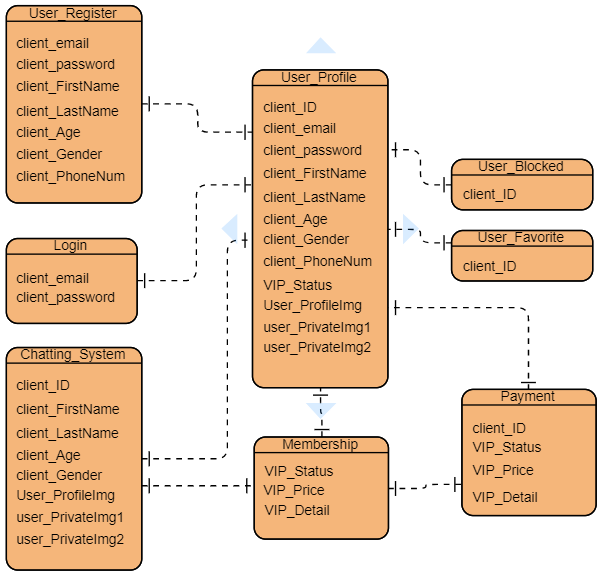 User_Register
client_email
client_password
client_FirstName
client_LastName
client_Age
client_Gender
client_PhoneNum
User_Profile
client_ID
client_email
client_password
client_FirstName
client_LastName
client_Age
client_Gender
client_PhoneNum
VIP_Status
User_ProfileImg
user_PrivateImg1
user_PrivateImg2
User_Blocked
client_ID
User_Favorite
client_ID
Login
client_email
client_password
Chatting_System
client_ID
client_FirstName
client_LastName
client_Age
client_Gender
User_ProfileImg
user_PrivateImg1
user_PrivateImg2
Membership
VIP_Status
VIP_Price
VIP_Detail
Payment
client_ID
VIP_Status
VIP_Price
VIP_Detail